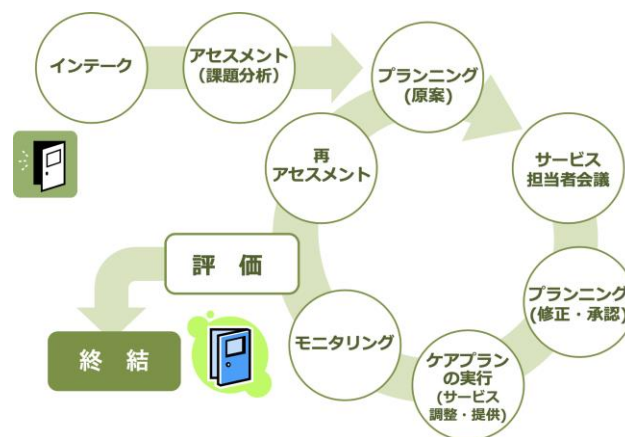 インテーク
アセスメント
（課題分析）
プランニング
(原案)
サービス
担当者会議
プランニング
(修正・承認)
ケアプラン
の実行
(サービス
調整・提供)
モニタリング
評　価
再
アセスメント
終　結